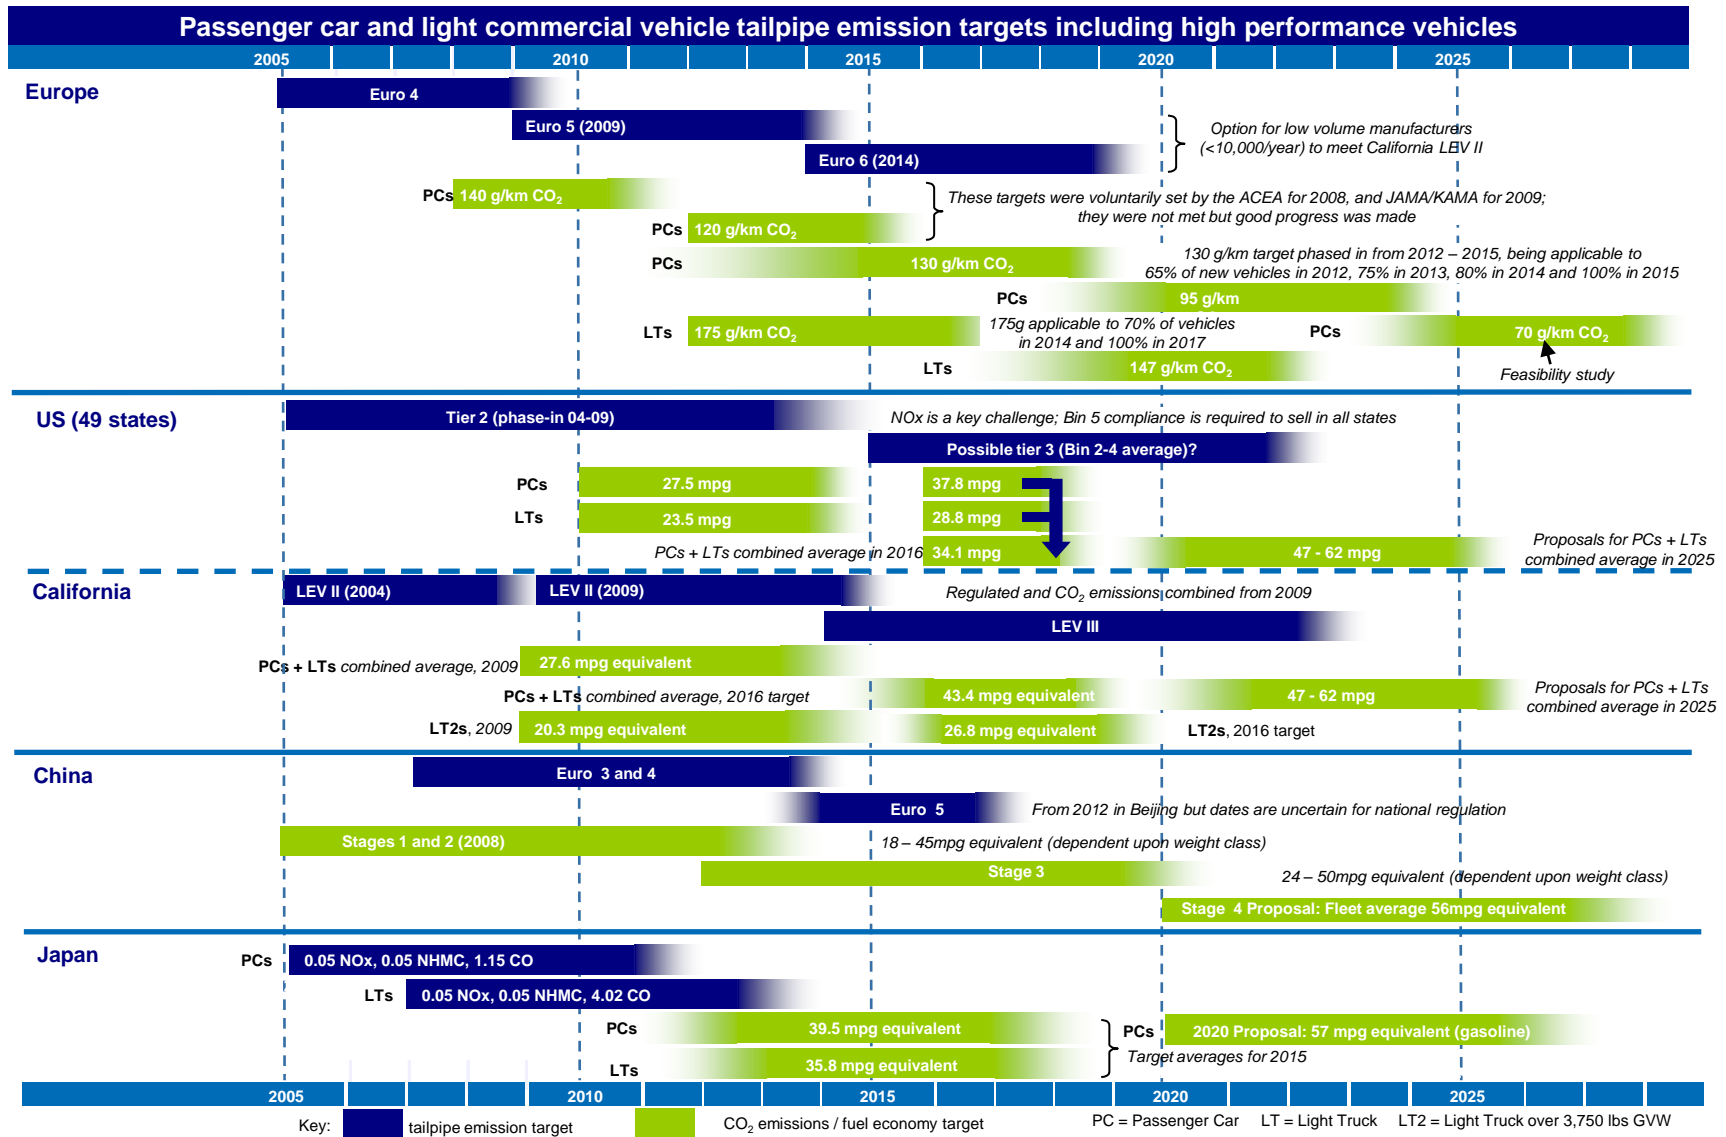 Passenger car and light commercial vehicle tailpipe emission targets including high performance vehicles
2005 2010 2015 2020 2025
Europe
Euro 4
Euro 5 (2009)
Option for low volume manufacturers
(<10,000/year) to meet California LEV II
Euro 6 (2014)
PCs 140 g/km CO2
These targets were voluntarily set by the ACEA for 2008, and JAMA/KAMA for 2009;
they were not met but good progress was made
PCs 120 g/km CO2
PCs 130 g/km CO2
130 g/km target phased in from 2012 – 2015, being applicable to
65% of new vehicles in 2012, 75% in 2013, 80% in 2014 and 100% in 2015
PCs 95 g/km
LTs 175 g/km CO2
175g applicable to 70% of vehicles
in 2014 and 100% in 2017
PCs 70 g/km CO2
LTs 147 g/km CO2
Feasibility study
US (49 states)
Tier 2 (phase-in 04-09)
NOx is a key challenge; Bin 5 compliance is required to sell in all states
Possible tier 3 (Bin 2-4 average)?
PCs 27.5 mpg 37.8 mpg
LTs 23.5 mpg 28.8 mpg
PCs + LTs combined average in 2016 34.1 mpg 47 - 62 mpg
Proposals for PCs + LTs
combined average in 2025
California
LEV II (2004) LEV II (2009)
Regulated and CO2 emissions combined from 2009
LEV III
PCs + LTs combined average, 2009 27.6 mpg equivalent
PCs + LTs combined average, 2016 target 43.4 mpg equivalent 47 - 62 mpg
Proposals for PCs + LTs
combined average in 2025
LT2s, 2009 20.3 mpg equivalent 26.8 mpg equivalent LT2s, 2016 target
China
Euro 3 and 4
Euro 5 From 2012 in Beijing but dates are uncertain for national regulation
Stages 1 and 2 (2008) 18 – 45mpg equivalent (dependent upon weight class)
Stage 3 24 – 50mpg equivalent (dependent upon weight class)
Stage 4 Proposal: Fleet average 56mpg equivalent
Japan
PCs 0.05 NOx, 0.05 NHMC, 1.15 CO
LTs 0.05 NOx, 0.05 NHMC, 4.02 CO
PCs 39.5 mpg equivalent PCs 2020 Proposal: 57 mpg equivalent (gasoline)
Target averages for 2015
LTs 35.8 mpg equivalent
2005 2010 2015 2020 2025
Key: tailpipe emission target CO2 emissions / fuel economy target PC = Passenger Car LT = Light Truck LT2 = Light Truck over 3,750 lbs GVW